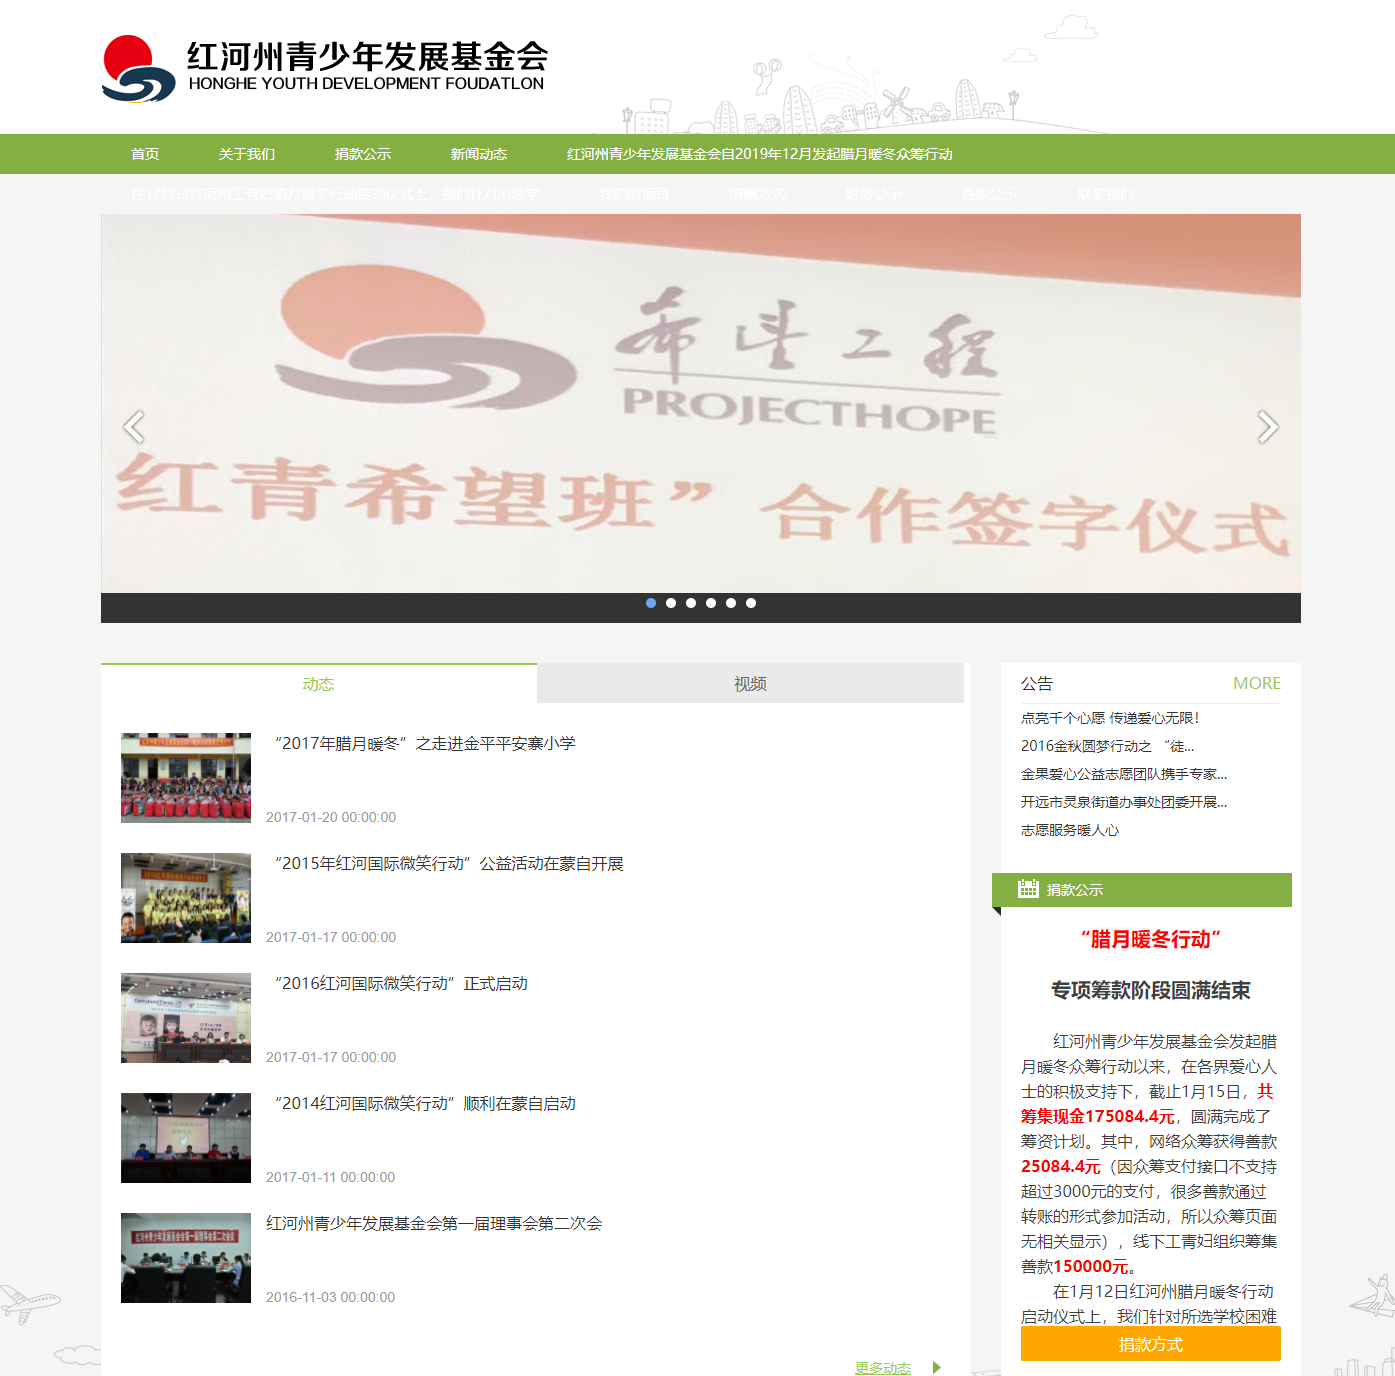 红河州青少年发展基金会
HONGHE YOUTH DEVELOPMENT FOUDATLON
首页 关于我们 捐款公示 新闻动态 红河州青少年发展基金会自2019年12月发起腊月暖冬众筹行动
在1月7日红河州工青妇腊月暖冬行动启动仪式上，我们针对所选学 我们的项目 捐赠方式 财务公示 善款公示 联系我们
希望工程
PROJECTHOPE
红青希望班”合作签字仪式
动态 视频
“2017年腊月暖冬”之走进金平平安寨小学
2017-01-20 00:00:00
“2015年红河国际微笑行动”公益活动在蒙自开展
2017-01-17 00:00:00
“2016红河国际微笑行动”正式启动
2017-01-17 00:00:00
“2014红河国际微笑行动”顺利在蒙自启动
2017-01-11 00:00:00
红河州青少年发展基金会第一届理事会第二次会
2016-11-03 00:00:00
更多动态
公告 MORE
点亮千个心愿 传递爱心无限！
2016金秋圆梦行动之 “徒...
金果爱心公益志愿团队携手专家...
开远市灵泉街道办事处团委开展...
志愿服务暖人心
捐款公示
“腊月暖冬行动”
专项筹款阶段圆满结束
红河州青少年发展基金会发起腊
月暖冬众筹行动以来，在各界爱心人
士的积极支持下，截止1月15日，共
筹集现金175084.4元，圆满完成了
筹资计划。其中，网络众筹获得善款
25084.4元（因众筹支付接口不支持
超过3000元的支付，很多善款通过
转账的形式参加活动，所以众筹页面
无相关显示），线下工青妇组织筹集
善款150000元。
在1月12日红河州腊月暖冬行动
启动仪式上，我们针对所选学校困难
捐款方式